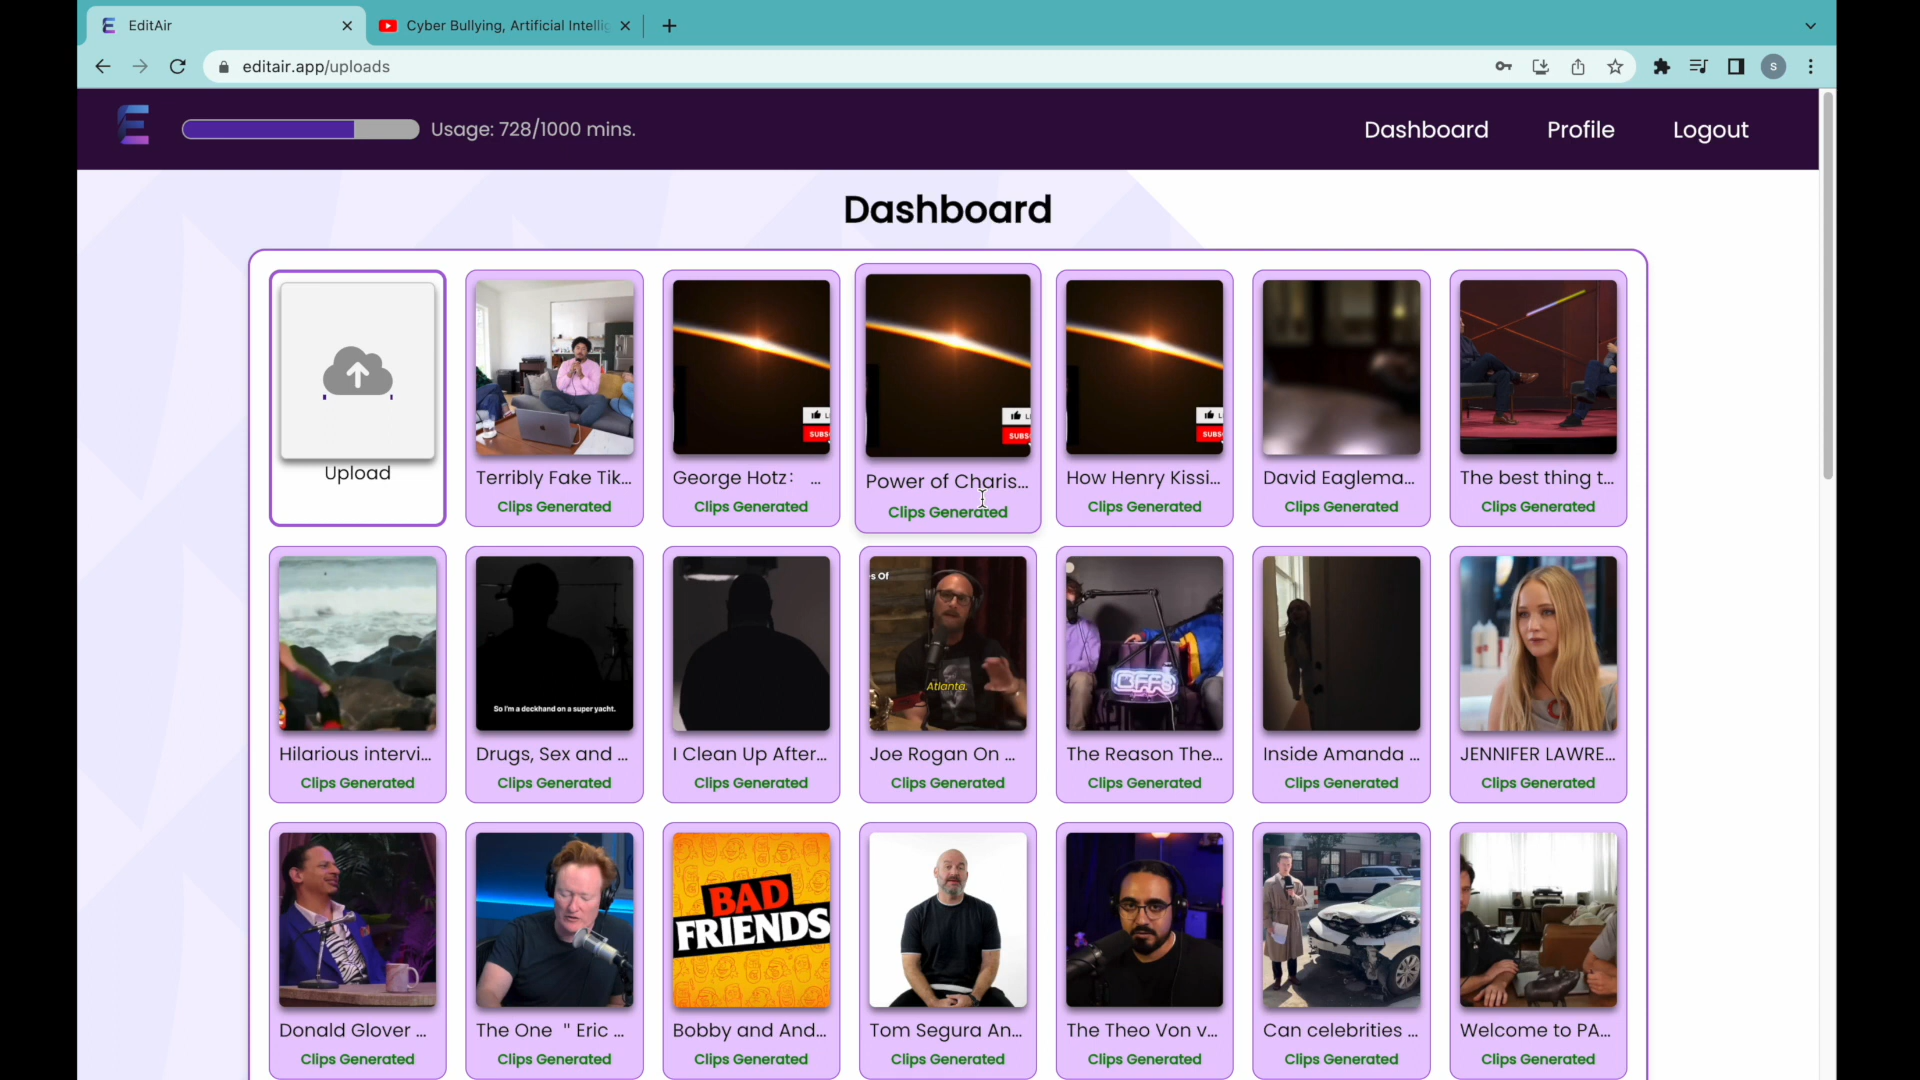 EditAir
Cyber Bullying, Artificial Intellig
editair.app/uploads
S
E
Usage: 728/1000 mins.
Dashboard
Profile
Logout
Dashboard
Upload
Terribly Fake Tik...
Clips Generated
SUBS
George Hotz: ...
Clips Generated
SUBS
Power of Charis...
Clips Generated
SUBS
How Henry Kissi...
Clips Generated
David Eaglema...
Clips Generated
The best thing t...
Clips Generated
Hilarious intervi...
Clips Generated
So I'm a deckhand on a super yacht.
Drugs, Sex and ...
Clips Generated
I Clean Up After...
Clips Generated
s Of
Atlanta.
Joe Rogan On ...
Clips Generated
The Reason The...
Clips Generated
Inside Amanda ...
Clips Generated
JENNIFER LAWRE...
Clips Generated
Donald Glover ...
Clips Generated
The One " Eric ...
Clips Generated
BAD
FRIENDS
Bobby and And...
Clips Generated
Tom Segura An...
Clips Generated
The Theo Von v...
Clips Generated
Can celebrities ...
Clips Generated
Welcome to PA...
Clips Generated